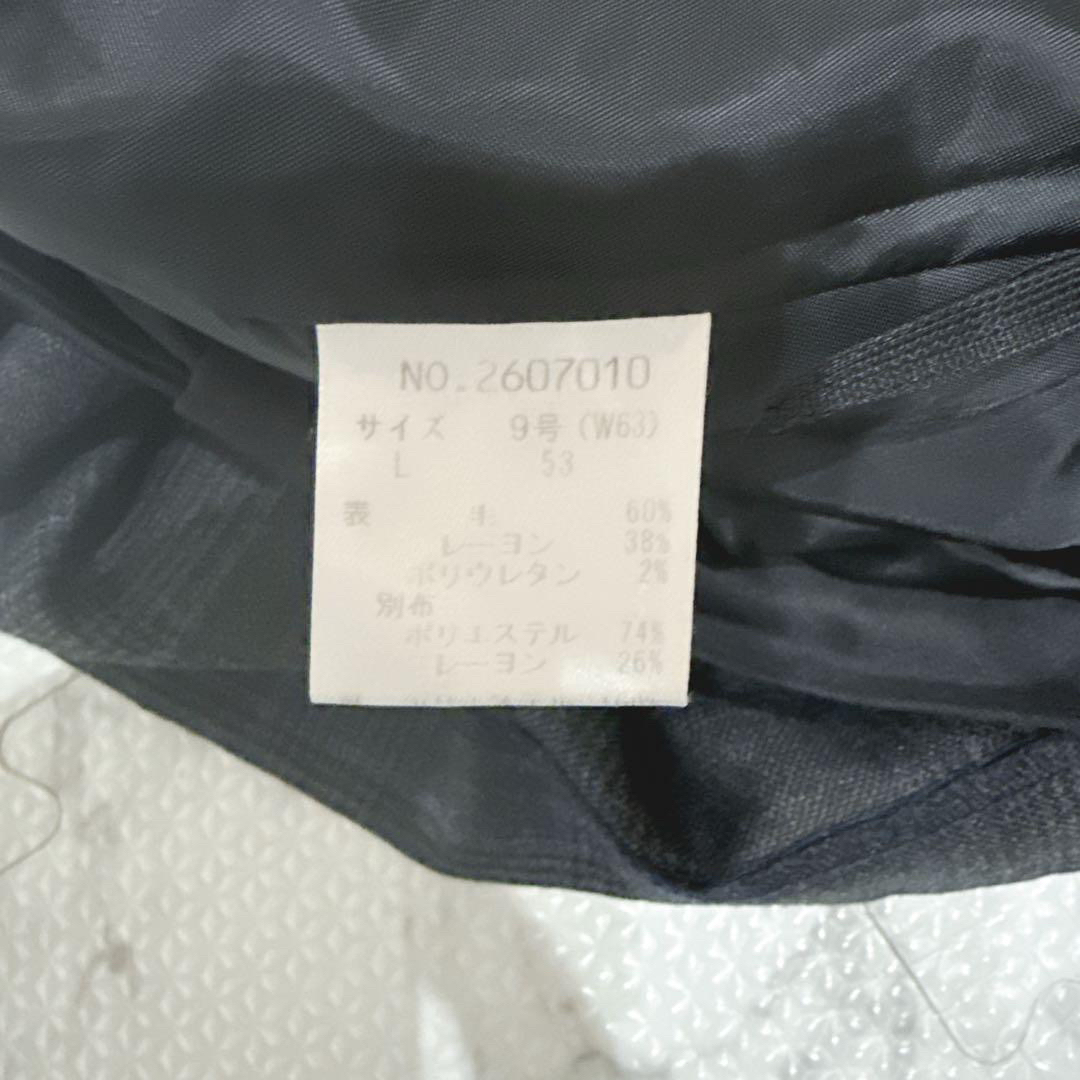 NO.2607010
サイズ 9号(W63)
L 53
表 毛 60%
レーヨン 38%
ポリウレタン 2%
別布
ポリエステル 74%
レーヨン 26%